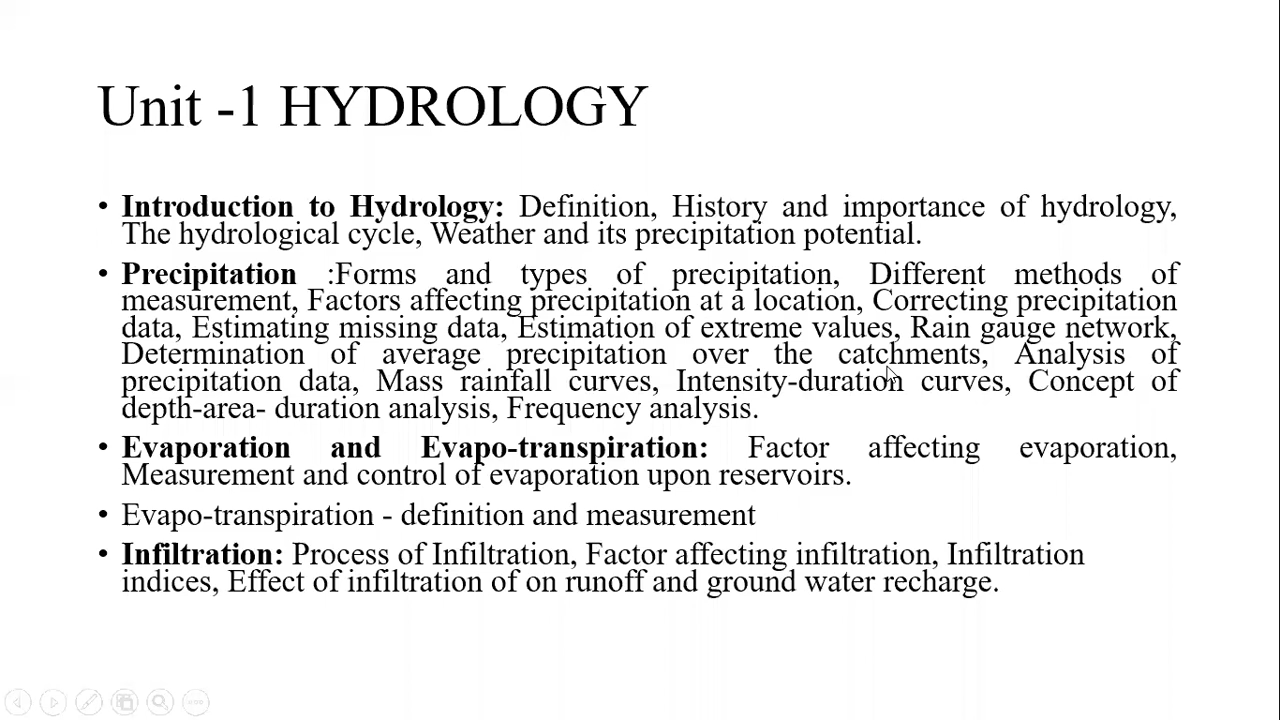 Unit -1 HYDROLOGY
• Introduction to Hydrology: Definition, History and importance of hydrology,
The hydrological cycle, Weather and its precipitation potential.
• Precipitation :Forms and types of precipitation, Different methods of
measurement, Factors affecting precipitation at a location, Correcting precipitation
data, Estimating missing data, Estimation of extreme values, Rain gauge network,
Determination of average precipitation over the catchments, Analysis of
precipitation data, Mass rainfall curves, Intensity-duration curves, Concept of
depth-area- duration analysis, Frequency analysis.
• Evaporation and Evapo-transpiration: Factor affecting evaporation,
Measurement and control of evaporation upon reservoirs.
• Evapo-transpiration - definition and measurement
• Infiltration: Process of Infiltration, Factor affecting infiltration, Infiltration
indices, Effect of infiltration of on runoff and ground water recharge.